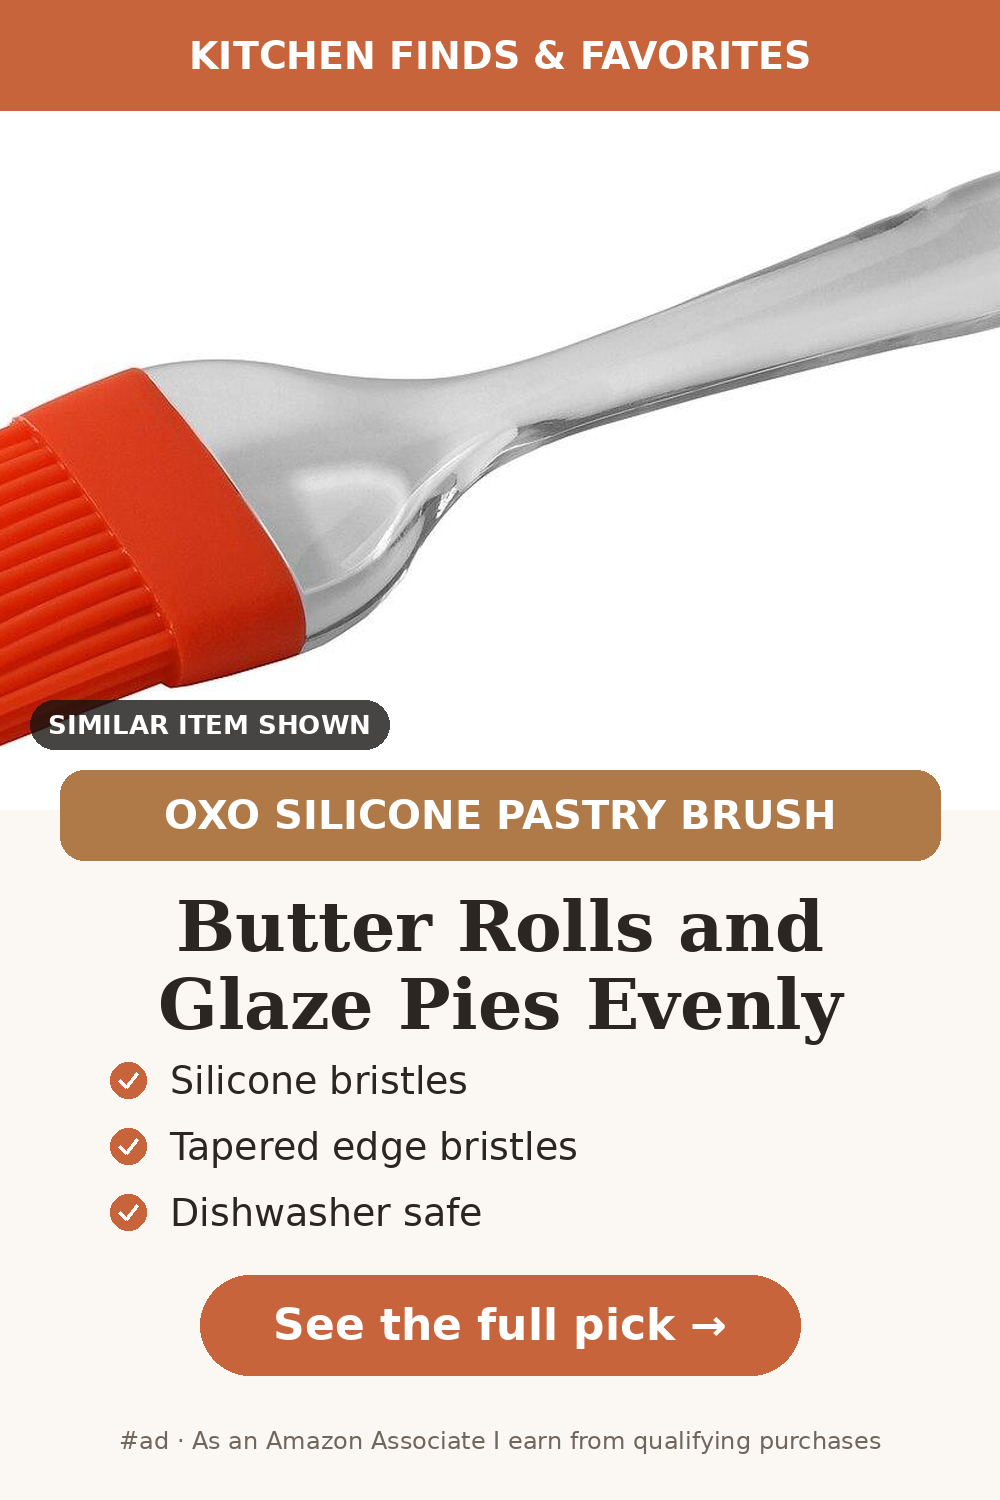 KITCHEN FINDS & FAVORITES
SIMILAR ITEM SHOWN
OXO SILICONE PASTRY BRUSH
Butter Rolls and
Glaze Pies Evenly
Silicone bristles
Tapered edge bristles
Dishwasher safe
See the full pick →
#ad · As an Amazon Associate I earn from qualifying purchases